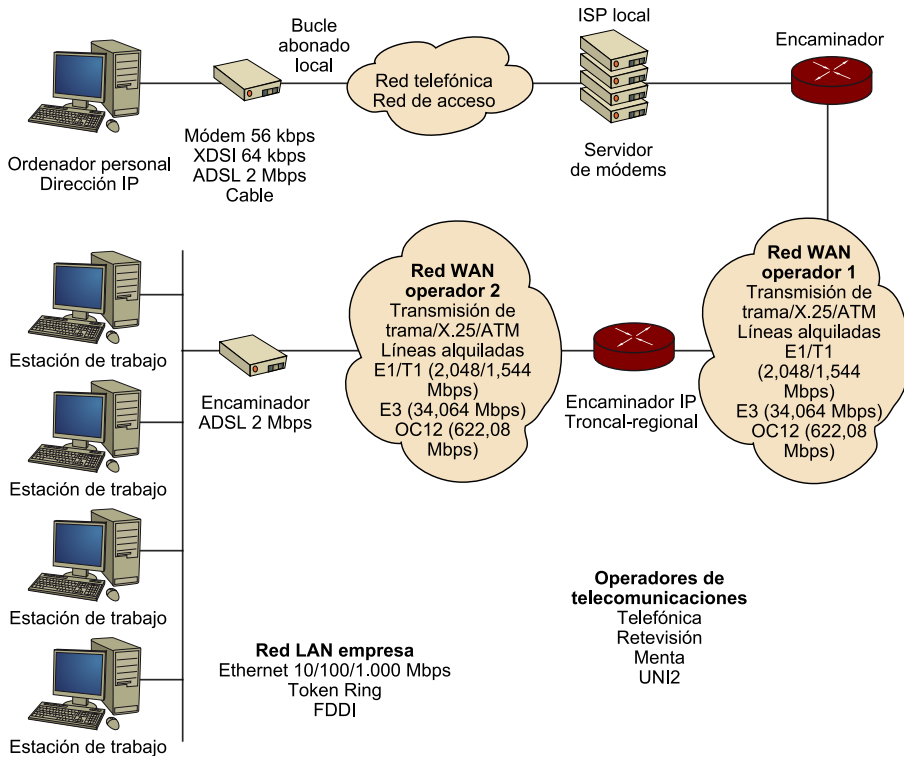 Bucle
abonado
local
ISP local
Encaminador
Red telefónica
Red de acceso
Ordenador personal
Dirección IP
Módem 56 kbps
XDSI 64 kbps
ADSL 2 Mbps
Cable
Servidor
de módems
Estación de trabajo
Encaminador
ADSL 2 Mbps
Red WAN
operador 2
Transmisión de
trama/X.25/ATM
Líneas alquiladas
E1/T1
(2,048/1,544
Mbps)
E3 (34,064 Mbps)
OC12 (622,08
Mbps)
Encaminador IP
Troncal-regional
Red WAN
operador 1
Transmisión de
trama/X.25/ATM
Líneas alquiladas
E1/T1
(2,048/1,544
Mbps)
E3 (34,064 Mbps)
OC12 (622,08
Mbps)
Estación de trabajo
Estación de trabajo
Estación de trabajo
Red LAN empresa
Ethernet 10/100/1.000 Mbps
Token Ring
FDDI
Operadores de
telecomunicaciones
Telefónica
Retevisión
Menta
UNI2